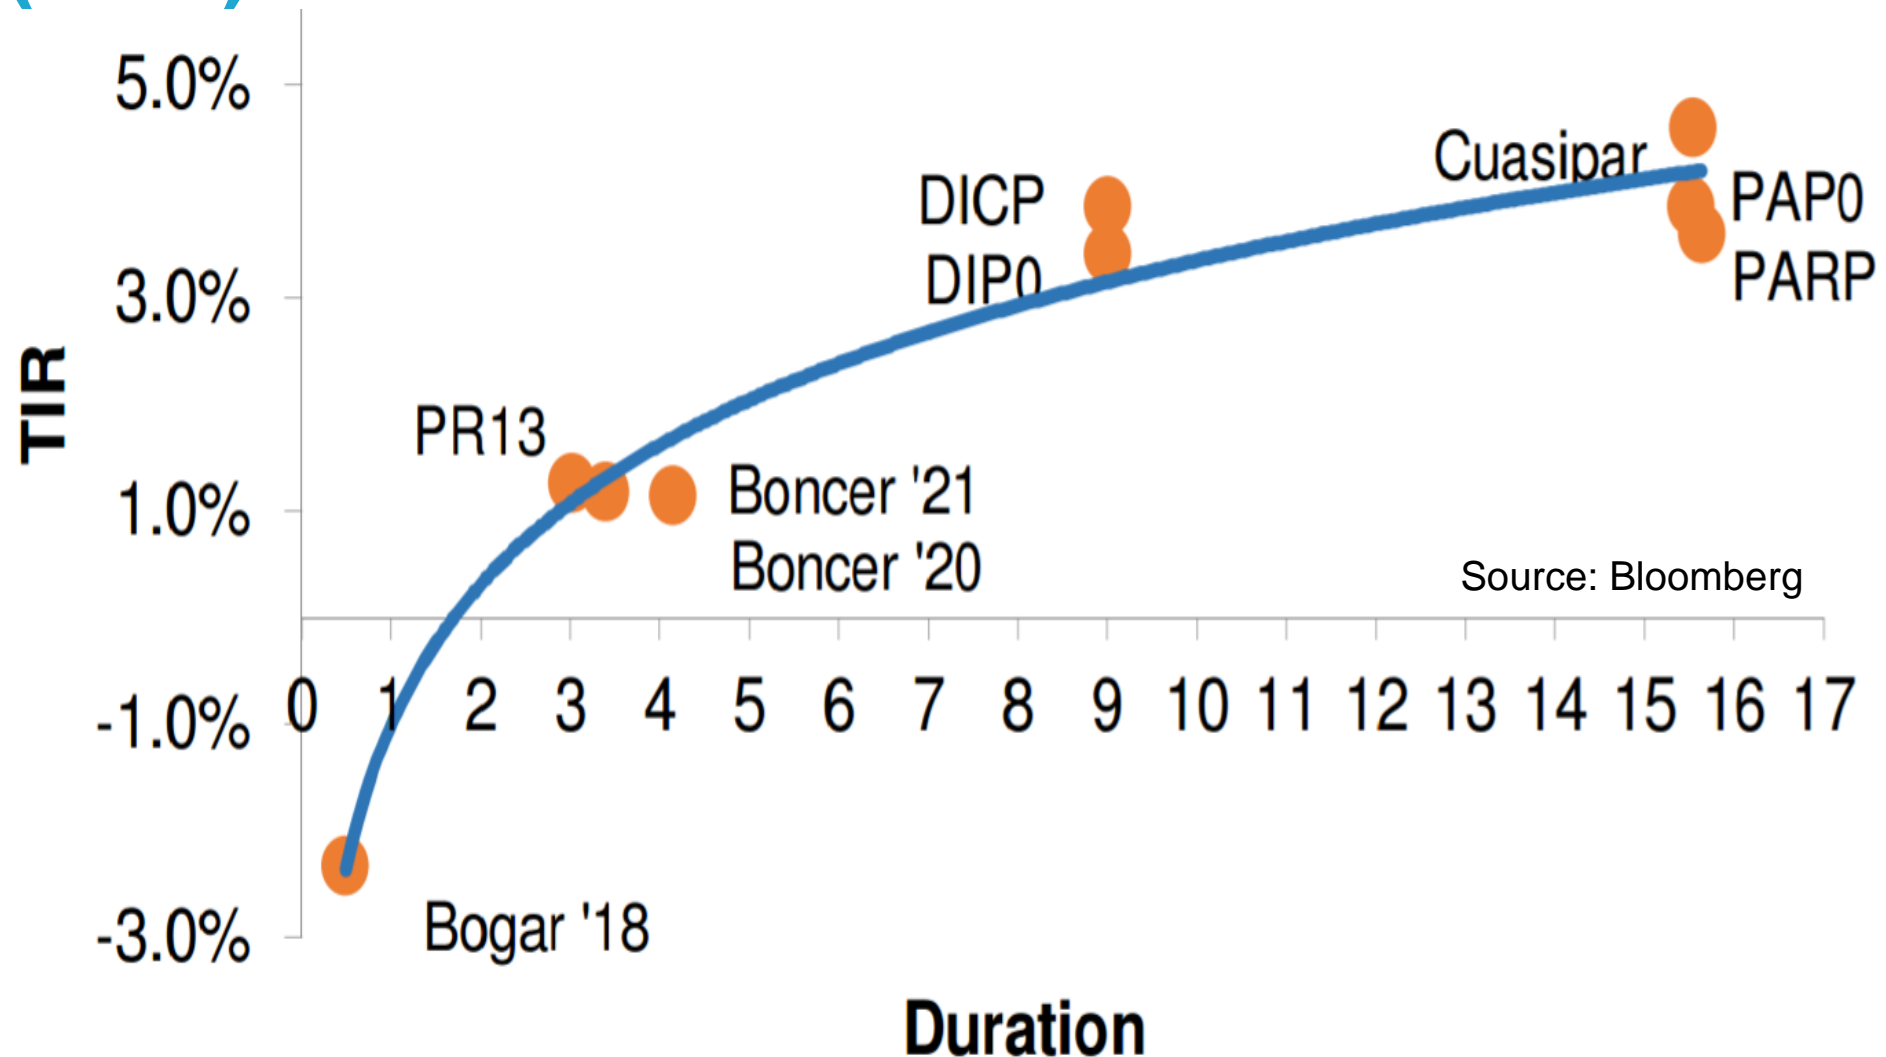 5.0%
Cuasipar
DICP
PAP0
DIP0
PARP
3.0%
TIR
PR13
Boncer '21
1.0%
Boncer '20
Source: Bloomberg
0 1 2 3 4 5 6 7 8 9 10 11 12 13 14 15 16 17
-1.0%
Bogar '18
-3.0%
Duration